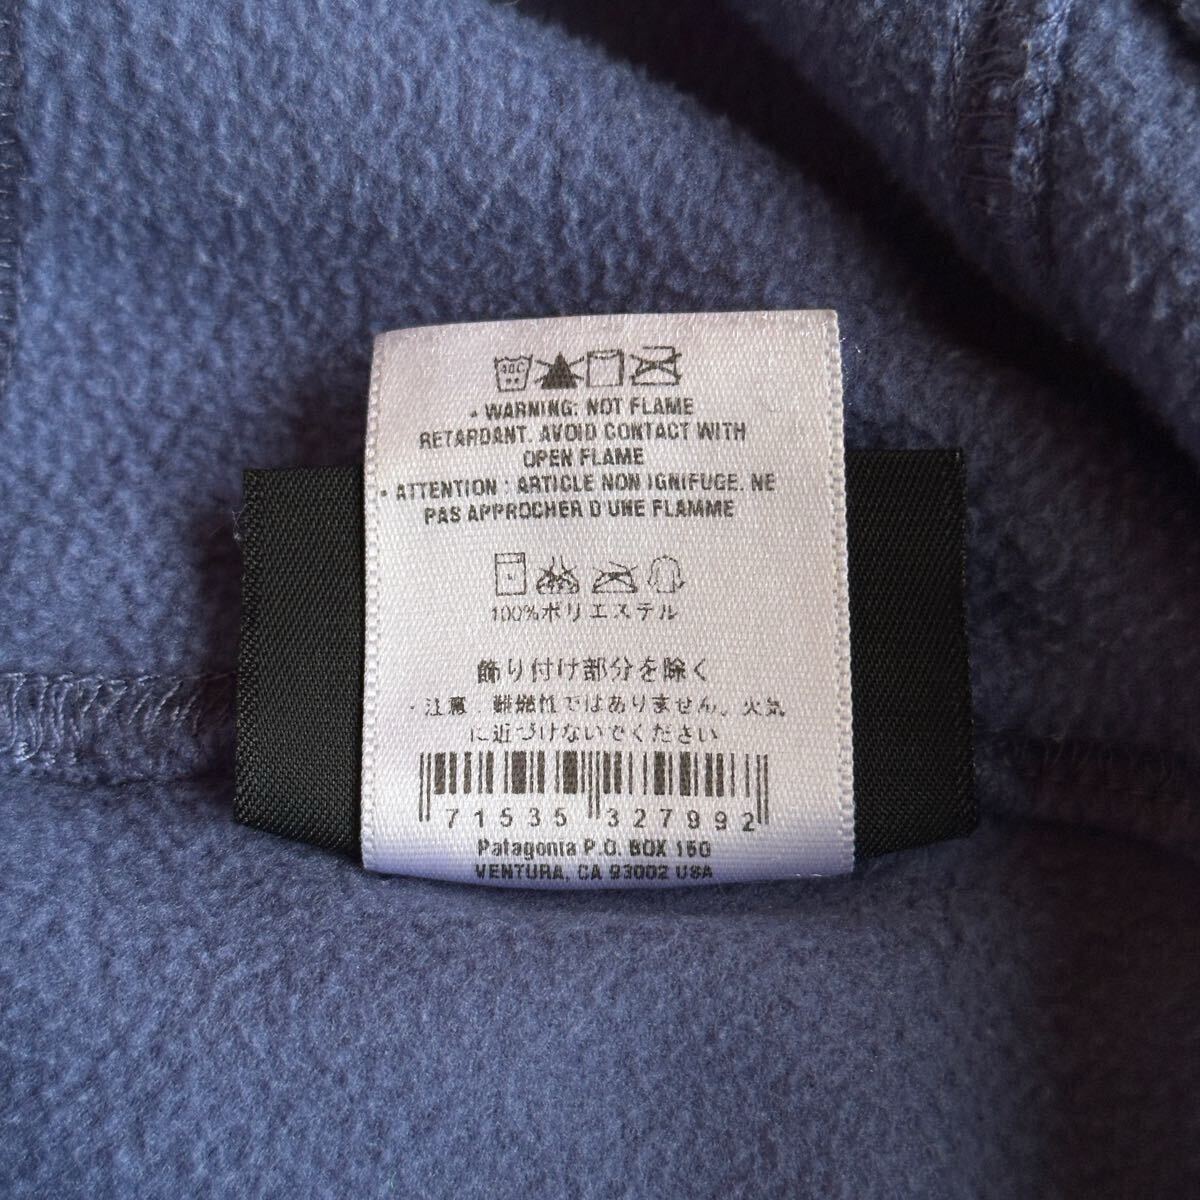 40C
• WARNING: NOT FLAME
RETARDANT. AVOID CONTACT WITH
OPEN FLAME
• ATTENTION : ARTICLE NON IGNIFUGE. NE
PAS APPROCHER D'UNE FLAMME
100%ポリエステル
飾り付け部分を除く
・注意 難燃性ではありません。火気
に近づけないでください
71535 327992
Patagonia P.O. BOX 150
VENTURA, CA 93002 USA